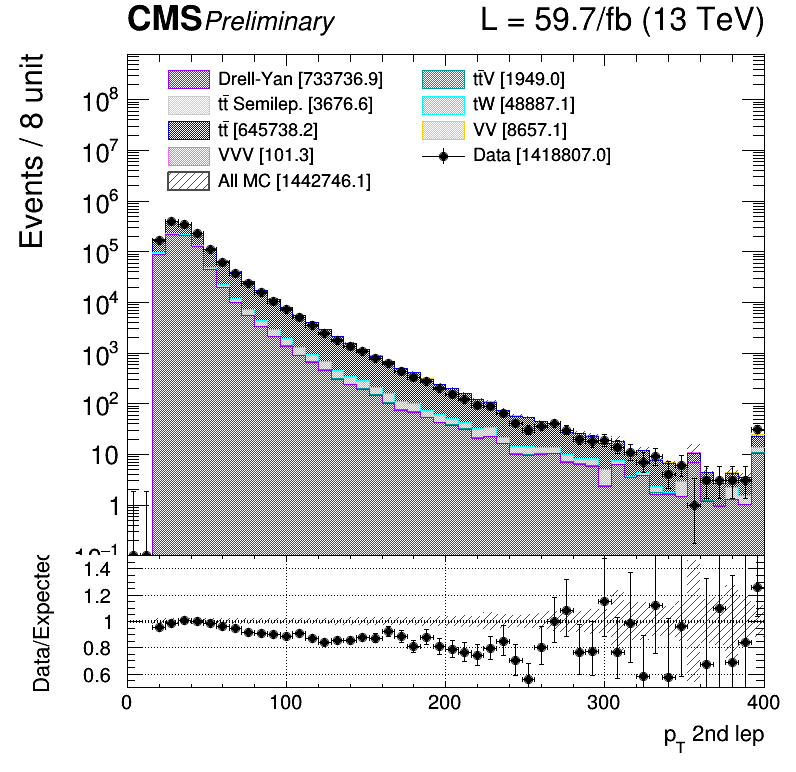 CMS Preliminary L = 59.7/fb (13 TeV)
Events / 8 unit
Drell-Yan [733736.9]
tt̄ Semilep. [3676.6]
tt̄ [645738.2]
VVV [101.3]
All MC [1442746.1]
tt̄V [1949.0]
tW [48887.1]
VV [8657.1]
Data [1418807.0]
10⁸
10⁷
10⁶
10⁵
10⁴
10³
10²
10
1
10⁻¹
Data/Expected
1.4
1.2
1
0.8
0.6
0 100 200 300 400
p_T 2nd lep